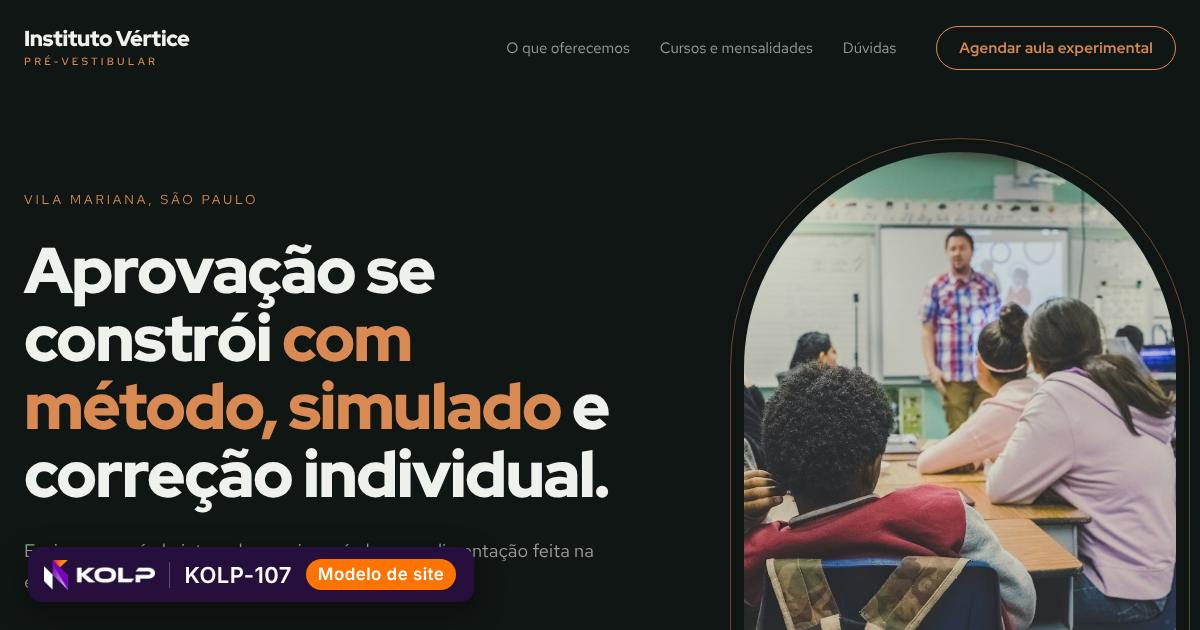 Instituto Vértice
PRÉ-VESTIBULAR
O que oferecemos
Cursos e mensalidades
Dúvidas
Agendar aula experimental
VILA MARIANA, SÃO PAULO
Aprovação se
constrói com
método, simulado e
correção individual.
feita na
KOLP
KOLP-107
Modelo de site